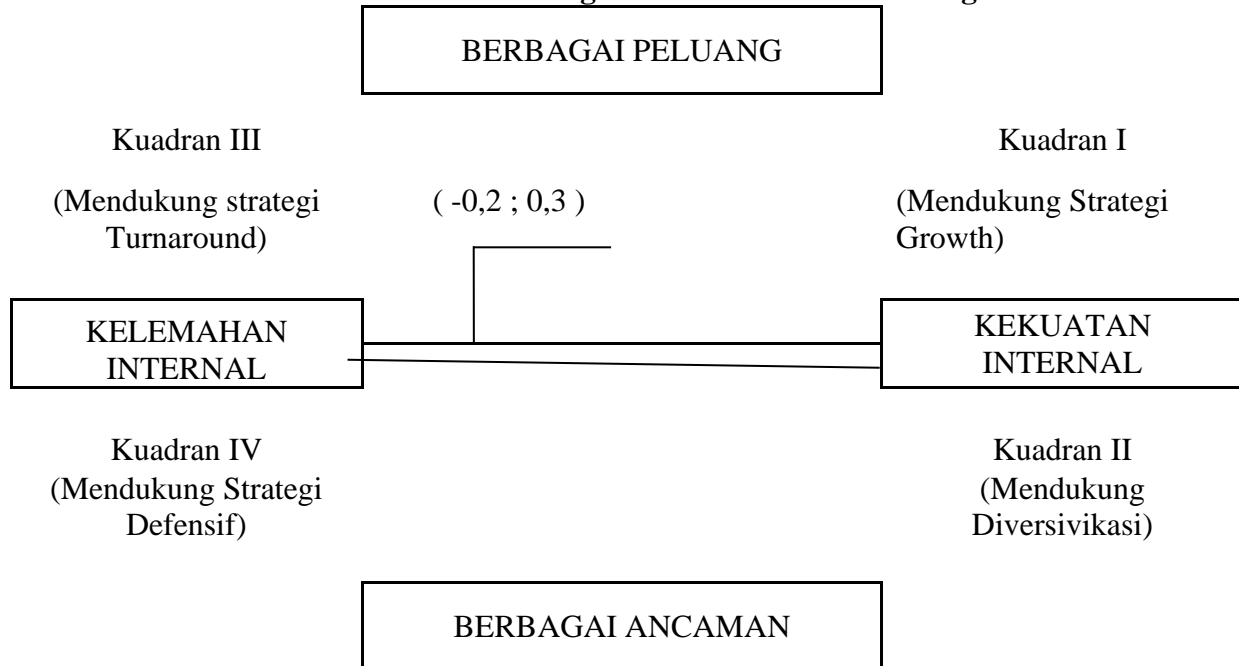 BERBAGAI PELUANG
Kuadran III
Kuadran I
(Mendukung strategi
Turnaround)
( -0,2 ; 0,3 )
(Mendukung Strategi
Growth)
KELEMAHAN
INTERNAL
KEKUATAN
INTERNAL
Kuadran IV
(Mendukung Strategi
Defensif)
Kuadran II
(Mendukung
Diversivikasi)
BERBAGAI ANCAMAN